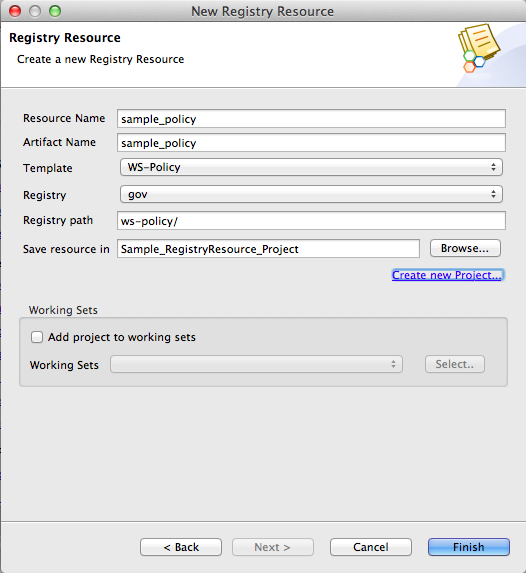 New Registry Resource
Registry Resource
Create a new Registry Resource
Resource Name sample_policy
Artifact Name sample_policy
Template WS-Policy
Registry gov
Registry path ws-policy/
Save resource in Sample_RegistryResource_Project Browse...
Create new Project...
Working Sets
Add project to working sets
Working Sets Select..
< Back Next > Cancel Finish